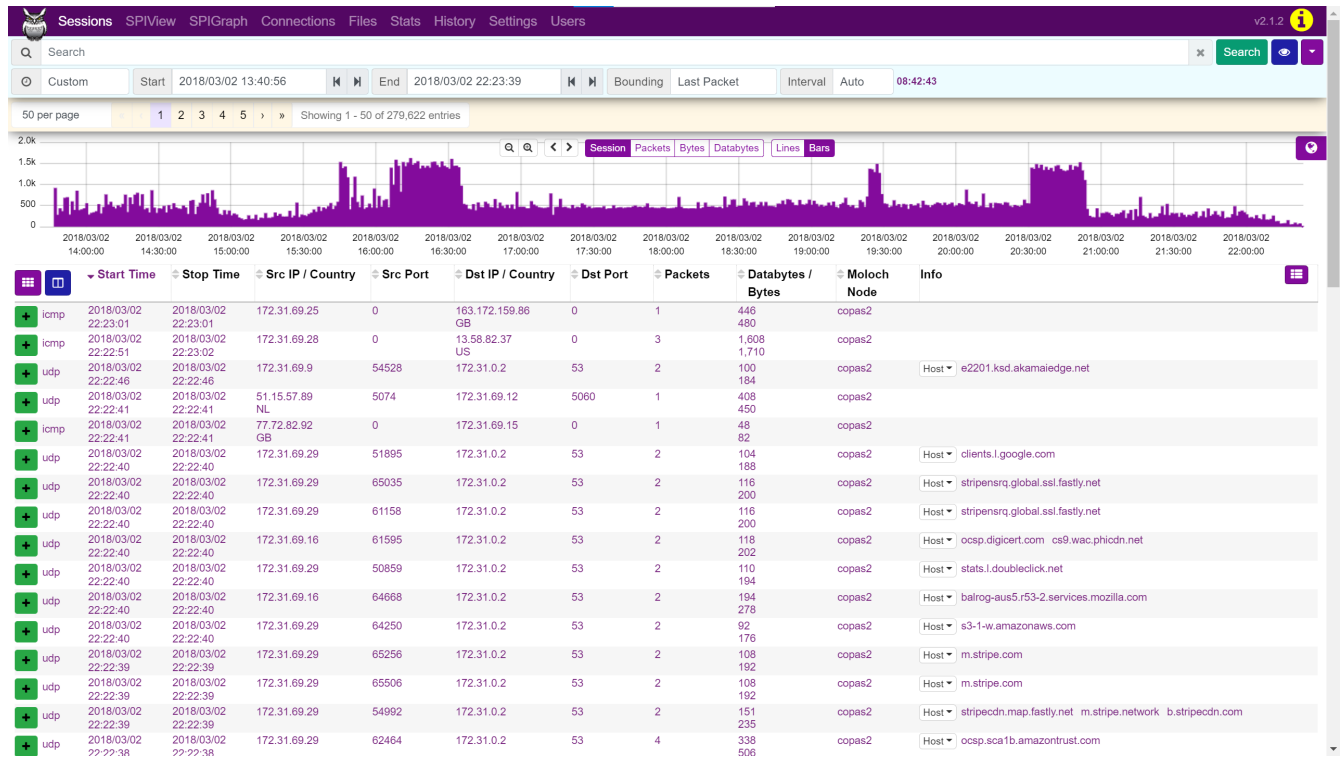 Sessions SPIView SPIGraph Connections Files Stats History Settings Users v2.1.2
Search Search
Custom Start 2018/03/02 13:40:56 End 2018/03/02 22:23:39 Bounding Last Packet Interval Auto 08:42:43
50 per page 1 2 3 4 5 › » Showing 1 - 50 of 279,622 entries
Session Packets Bytes Databytes Lines Bars
2.0k
1.5k
1.0k
500
0
2018/03/02 2018/03/02 2018/03/02 2018/03/02 2018/03/02 2018/03/02 2018/03/02 2018/03/02 2018/03/02 2018/03/02 2018/03/02 2018/03/02 2018/03/02 2018/03/02 2018/03/02 2018/03/02 2018/03/02
14:00:00 14:30:00 15:00:00 15:30:00 16:00:00 16:30:00 17:00:00 17:30:00 18:00:00 18:30:00 19:00:00 19:30:00 20:00:00 20:30:00 21:00:00 21:30:00 22:00:00
Start Time Stop Time Src IP / Country Src Port Dst IP / Country Dst Port Packets Databytes / Moloch Info
Bytes Node
icmp 2018/03/02 2018/03/02 172.31.69.25 0 163.172.159.86 0 1 446 copas2
22:23:01 22:23:01 GB 480
icmp 2018/03/02 2018/03/02 172.31.69.28 0 13.58.82.37 0 3 1,608 copas2
22:22:51 22:23:02 US 1,710
udp 2018/03/02 2018/03/02 172.31.69.9 54528 172.31.0.2 53 2 100 copas2 Host e2201.ksd.akamaiedge.net
22:22:46 22:22:46 184
udp 2018/03/02 2018/03/02 51.15.57.89 5074 172.31.69.12 5060 1 408 copas2
22:22:41 22:22:41 NL 450
icmp 2018/03/02 2018/03/02 77.72.82.92 0 172.31.69.15 0 1 48 copas2
22:22:41 22:22:41 GB 82
udp 2018/03/02 2018/03/02 172.31.69.29 51895 172.31.0.2 53 2 104 copas2 Host clients.l.google.com
22:22:40 22:22:40 188
udp 2018/03/02 2018/03/02 172.31.69.29 65035 172.31.0.2 53 2 116 copas2 Host stripensrq.global.ssl.fastly.net
22:22:40 22:22:40 200
udp 2018/03/02 2018/03/02 172.31.69.29 61158 172.31.0.2 53 2 116 copas2 Host stripensrq.global.ssl.fastly.net
22:22:40 22:22:40 200
udp 2018/03/02 2018/03/02 172.31.69.16 61595 172.31.0.2 53 2 118 copas2 Host ocsp.digicert.com cs9.wac.phicdn.net
22:22:40 22:22:40 202
udp 2018/03/02 2018/03/02 172.31.69.29 50859 172.31.0.2 53 2 110 copas2 Host stats.l.doubleclick.net
22:22:40 22:22:40 194
udp 2018/03/02 2018/03/02 172.31.69.16 64668 172.31.0.2 53 2 194 copas2 Host balrog-aus5.r53-2.services.mozilla.com
22:22:40 22:22:40 278
udp 2018/03/02 2018/03/02 172.31.69.29 64250 172.31.0.2 53 2 92 copas2 Host s3-1-w.amazonaws.com
22:22:40 22:22:40 176
udp 2018/03/02 2018/03/02 172.31.69.29 65256 172.31.0.2 53 2 108 copas2 Host m.stripe.com
22:22:39 22:22:39 192
udp 2018/03/02 2018/03/02 172.31.69.29 65506 172.31.0.2 53 2 108 copas2 Host m.stripe.com
22:22:39 22:22:39 192
udp 2018/03/02 2018/03/02 172.31.69.29 54992 172.31.0.2 53 2 151 copas2 Host stripecdn.map.fastly.net m.stripe.network b.stripecdn.com
22:22:39 22:22:39 235
udp 2018/03/02 2018/03/02 172.31.69.29 62464 172.31.0.2 53 4 338 copas2 Host ocsp.sca1b.amazontrust.com
22:22:38 22:22:38 506